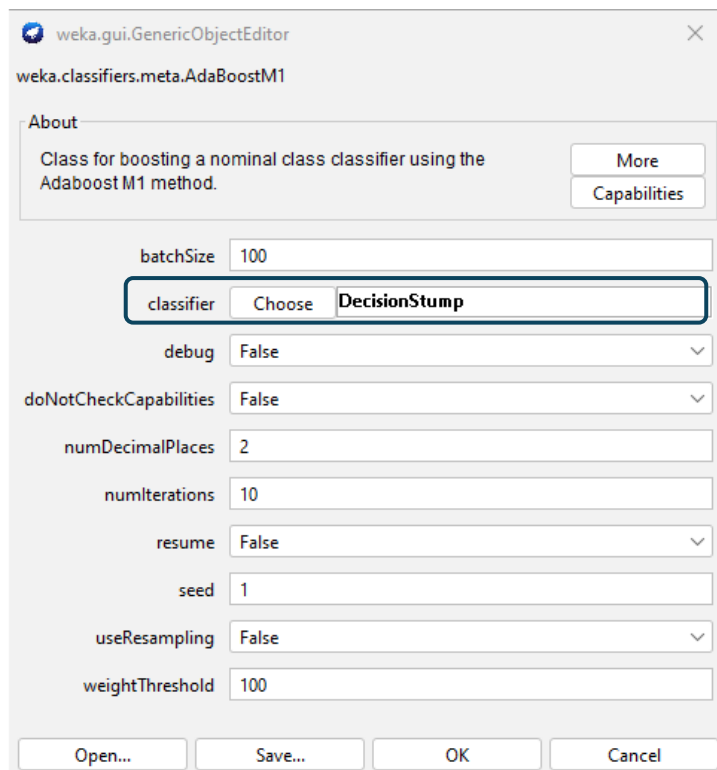 weka.gui.GenericObjectEditor
weka.classifiers.meta.AdaBoostM1
About
Class for boosting a nominal class classifier using the
Adaboost M1 method.
More
Capabilities
batchSize 100
classifier Choose DecisionStump
debug False
doNotCheckCapabilities False
numDecimalPlaces 2
numIterations 10
resume False
seed 1
useResampling False
weightThreshold 100
Open... Save... OK Cancel